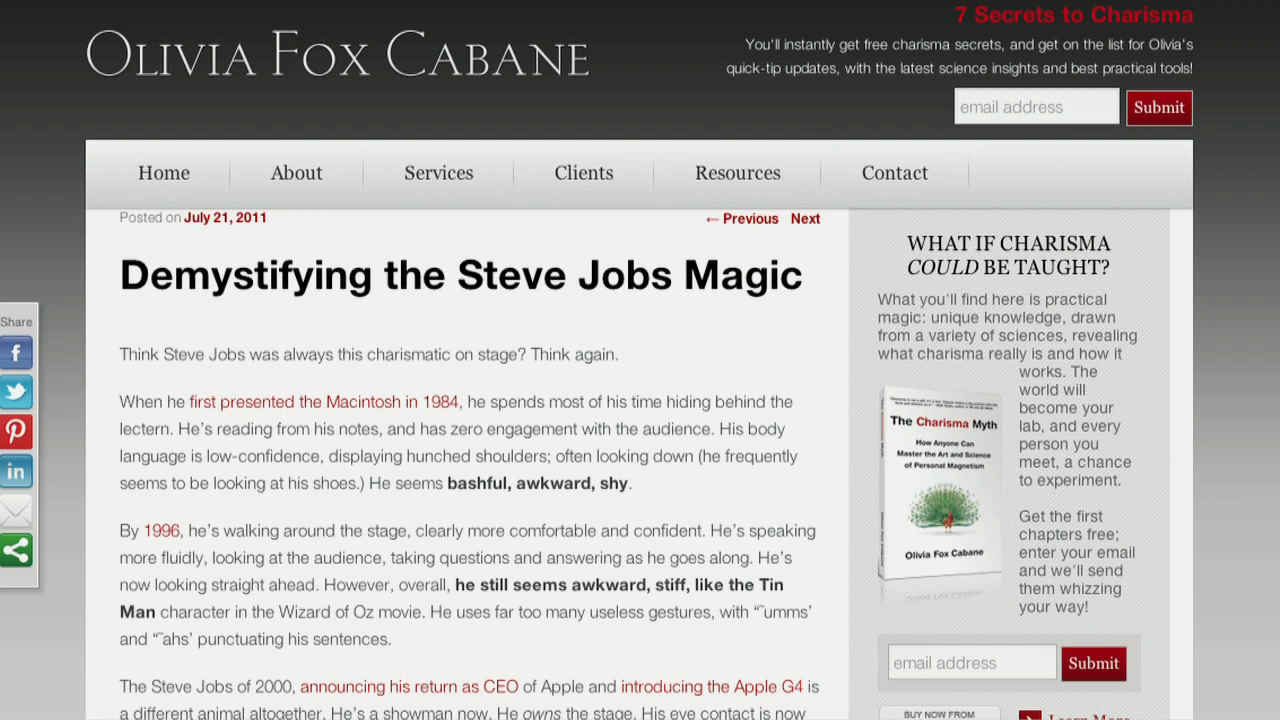 OLIVIA FOX CABANE
7 Secrets to Charisma
You'll instantly get free charisma secrets, and get on the list for Olivia's
quick-tip updates, with the latest science insights and best practical tools!
email address
Submit
Home
About
Services
Clients
Resources
Contact
Posted on July 21, 2011
← Previous Next
Demystifying the Steve Jobs Magic
Think Steve Jobs was always this charismatic on stage? Think again.
When he first presented the Macintosh in 1984, he spends most of his time hiding behind the
lectern. He's reading from his notes, and has zero engagement with the audience. His body
language is low-confidence, displaying hunched shoulders; often looking down (he frequently
seems to be looking at his shoes.) He seems bashful, awkward, shy.
By 1996, he's walking around the stage, clearly more comfortable and confident. He's speaking
more fluidly, looking at the audience, taking questions and answering as he goes along. He's
now looking straight ahead. However, overall, he still seems awkward, stiff, like the Tin
Man character in the Wizard of Oz movie. He uses far too many useless gestures, with “˜umms'
and “˜ahs' punctuating his sentences.
The Steve Jobs of 2000, announcing his return as CEO of Apple and introducing the Apple G4 is
a different animal altogether. He's a showman now. He owns the stage. His eye contact is now
Share
WHAT IF CHARISMA
COULD BE TAUGHT?
What you'll find here is practical
magic: unique knowledge, drawn
from a variety of sciences, revealing
what charisma really is and how it
works. The
world will
become your
lab, and every
person you
meet, a chance
to experiment.
Get the first
chapters free;
enter your email
and we'll send
them whizzing
your way!
The Charisma Myth
How Anyone Can
Master the Art and Science
of Personal Magnetism
Olivia Fox Cabane
email address
Submit
BUY NOW FROM
Learn More